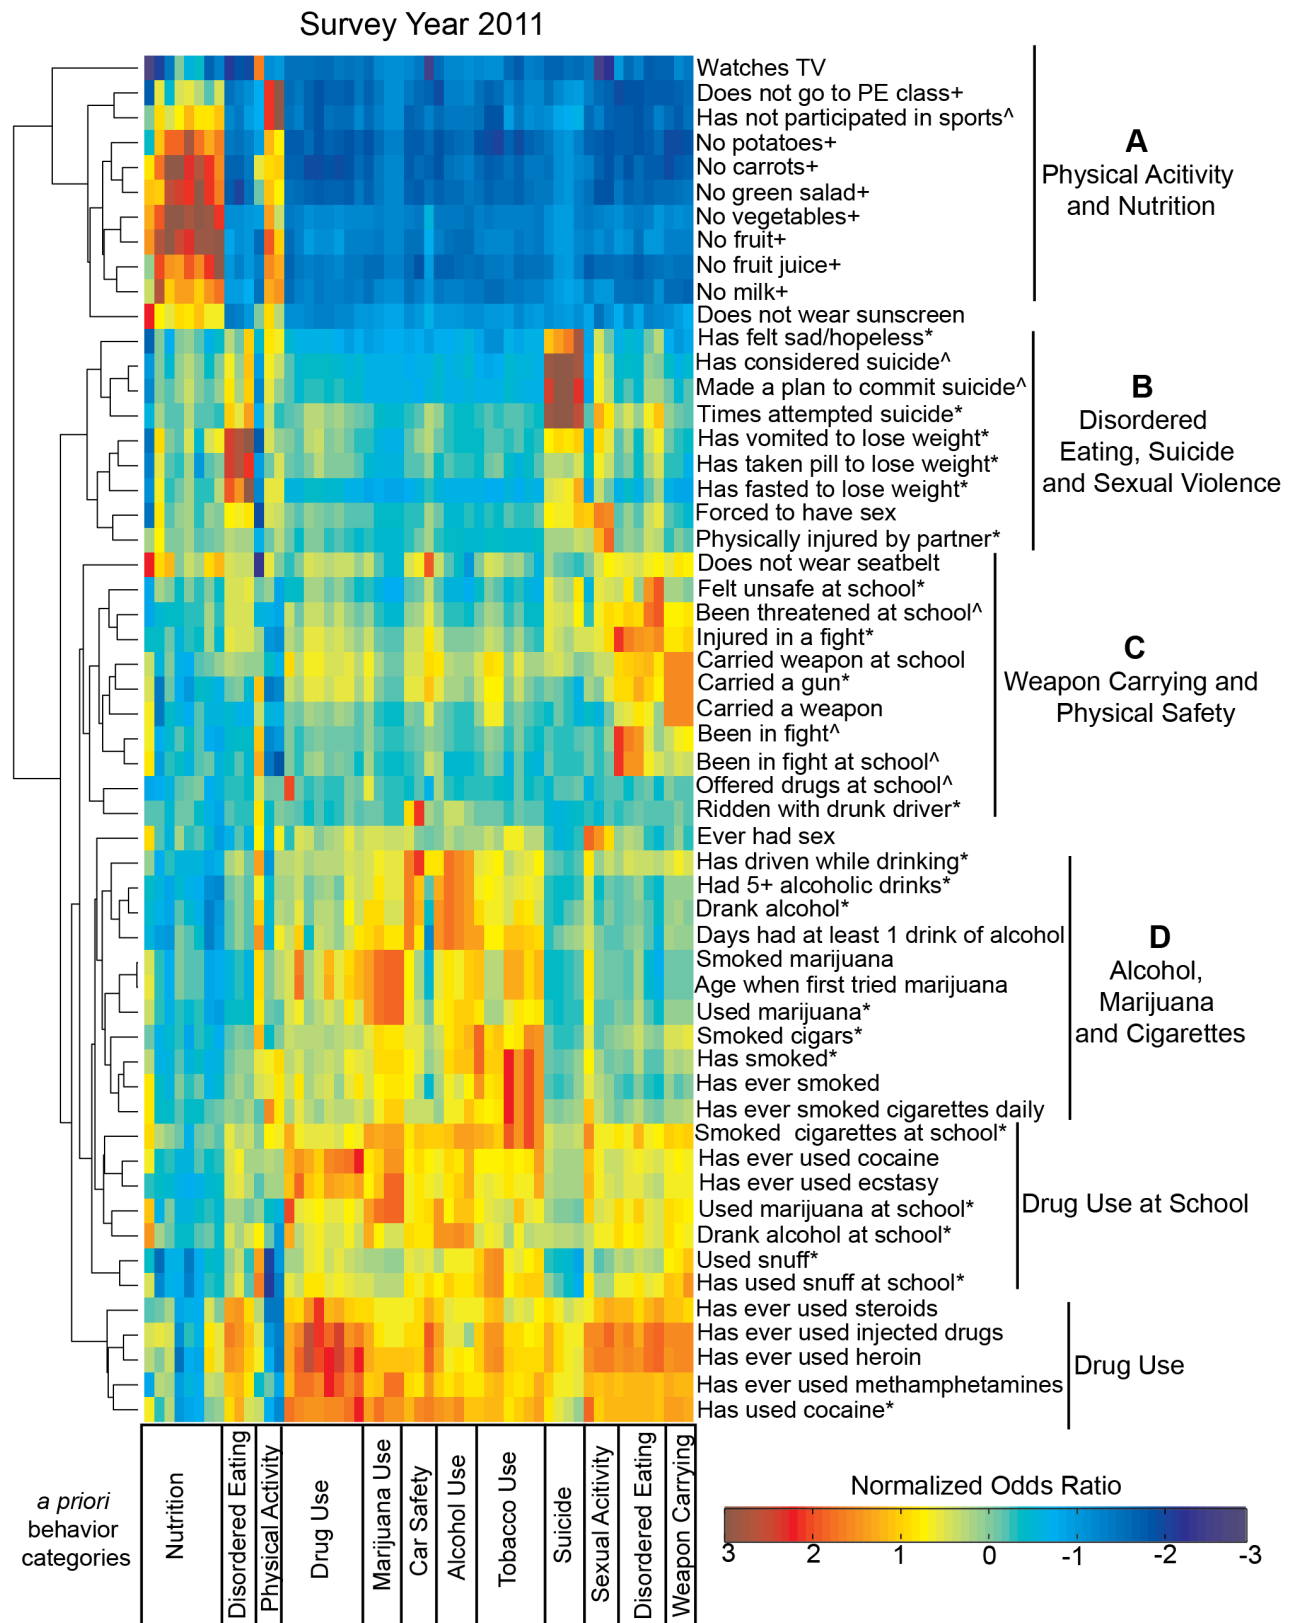 Survey Year 2011
Watches TV
Does not go to PE class+
Has not participated in sports^
No potatoes+
No carrots+
No green salad+
No vegetables+
No fruit+
No fruit juice+
No milk+
Does not wear sunscreen
A
Physical Acitivity
and Nutrition
Has felt sad/hopeless*
Has considered suicide^
Made a plan to commit suicide^
Times attempted suicide*
Has vomited to lose weight*
Has taken pill to lose weight*
Has fasted to lose weight*
Forced to have sex
Physically injured by partner*
B
Disordered
Eating, Suicide
and Sexual Violence
Does not wear seatbelt
Felt unsafe at school*
Been threatened at school^
Injured in a fight*
Carried weapon at school
Carried a gun*
Carried a weapon
Been in fight^
Been in fight at school^
Offered drugs at school^
Ridden with drunk driver*
C
Weapon Carrying and
Physical Safety
Ever had sex
Has driven while drinking*
Had 5+ alcoholic drinks*
Drank alcohol*
Days had at least 1 drink of alcohol
Smoked marijuana
Age when first tried marijuana
Used marijuana*
Smoked cigars*
Has smoked*
Has ever smoked
Has ever smoked cigarettes daily
D
Alcohol,
Marijuana
and Cigarettes
Smoked cigarettes at school*
Has ever used cocaine
Has ever used ecstasy
Used marijuana at school*
Drank alcohol at school*
Used snuff*
Has used snuff at school*
Drug Use at School
Has ever used steroids
Has ever used injected drugs
Has ever used heroin
Has ever used methamphetamines
Has used cocaine*
Drug Use
a priori
behavior
categories
Nutrition
Disordered Eating
Physical Activity
Drug Use
Marijuana Use
Car Safety
Alcohol Use
Tobacco Use
Suicide
Sexual Acitivity
Disordered Eating
Weapon Carrying
Normalized Odds Ratio
3 2 1 0 -1 -2 -3